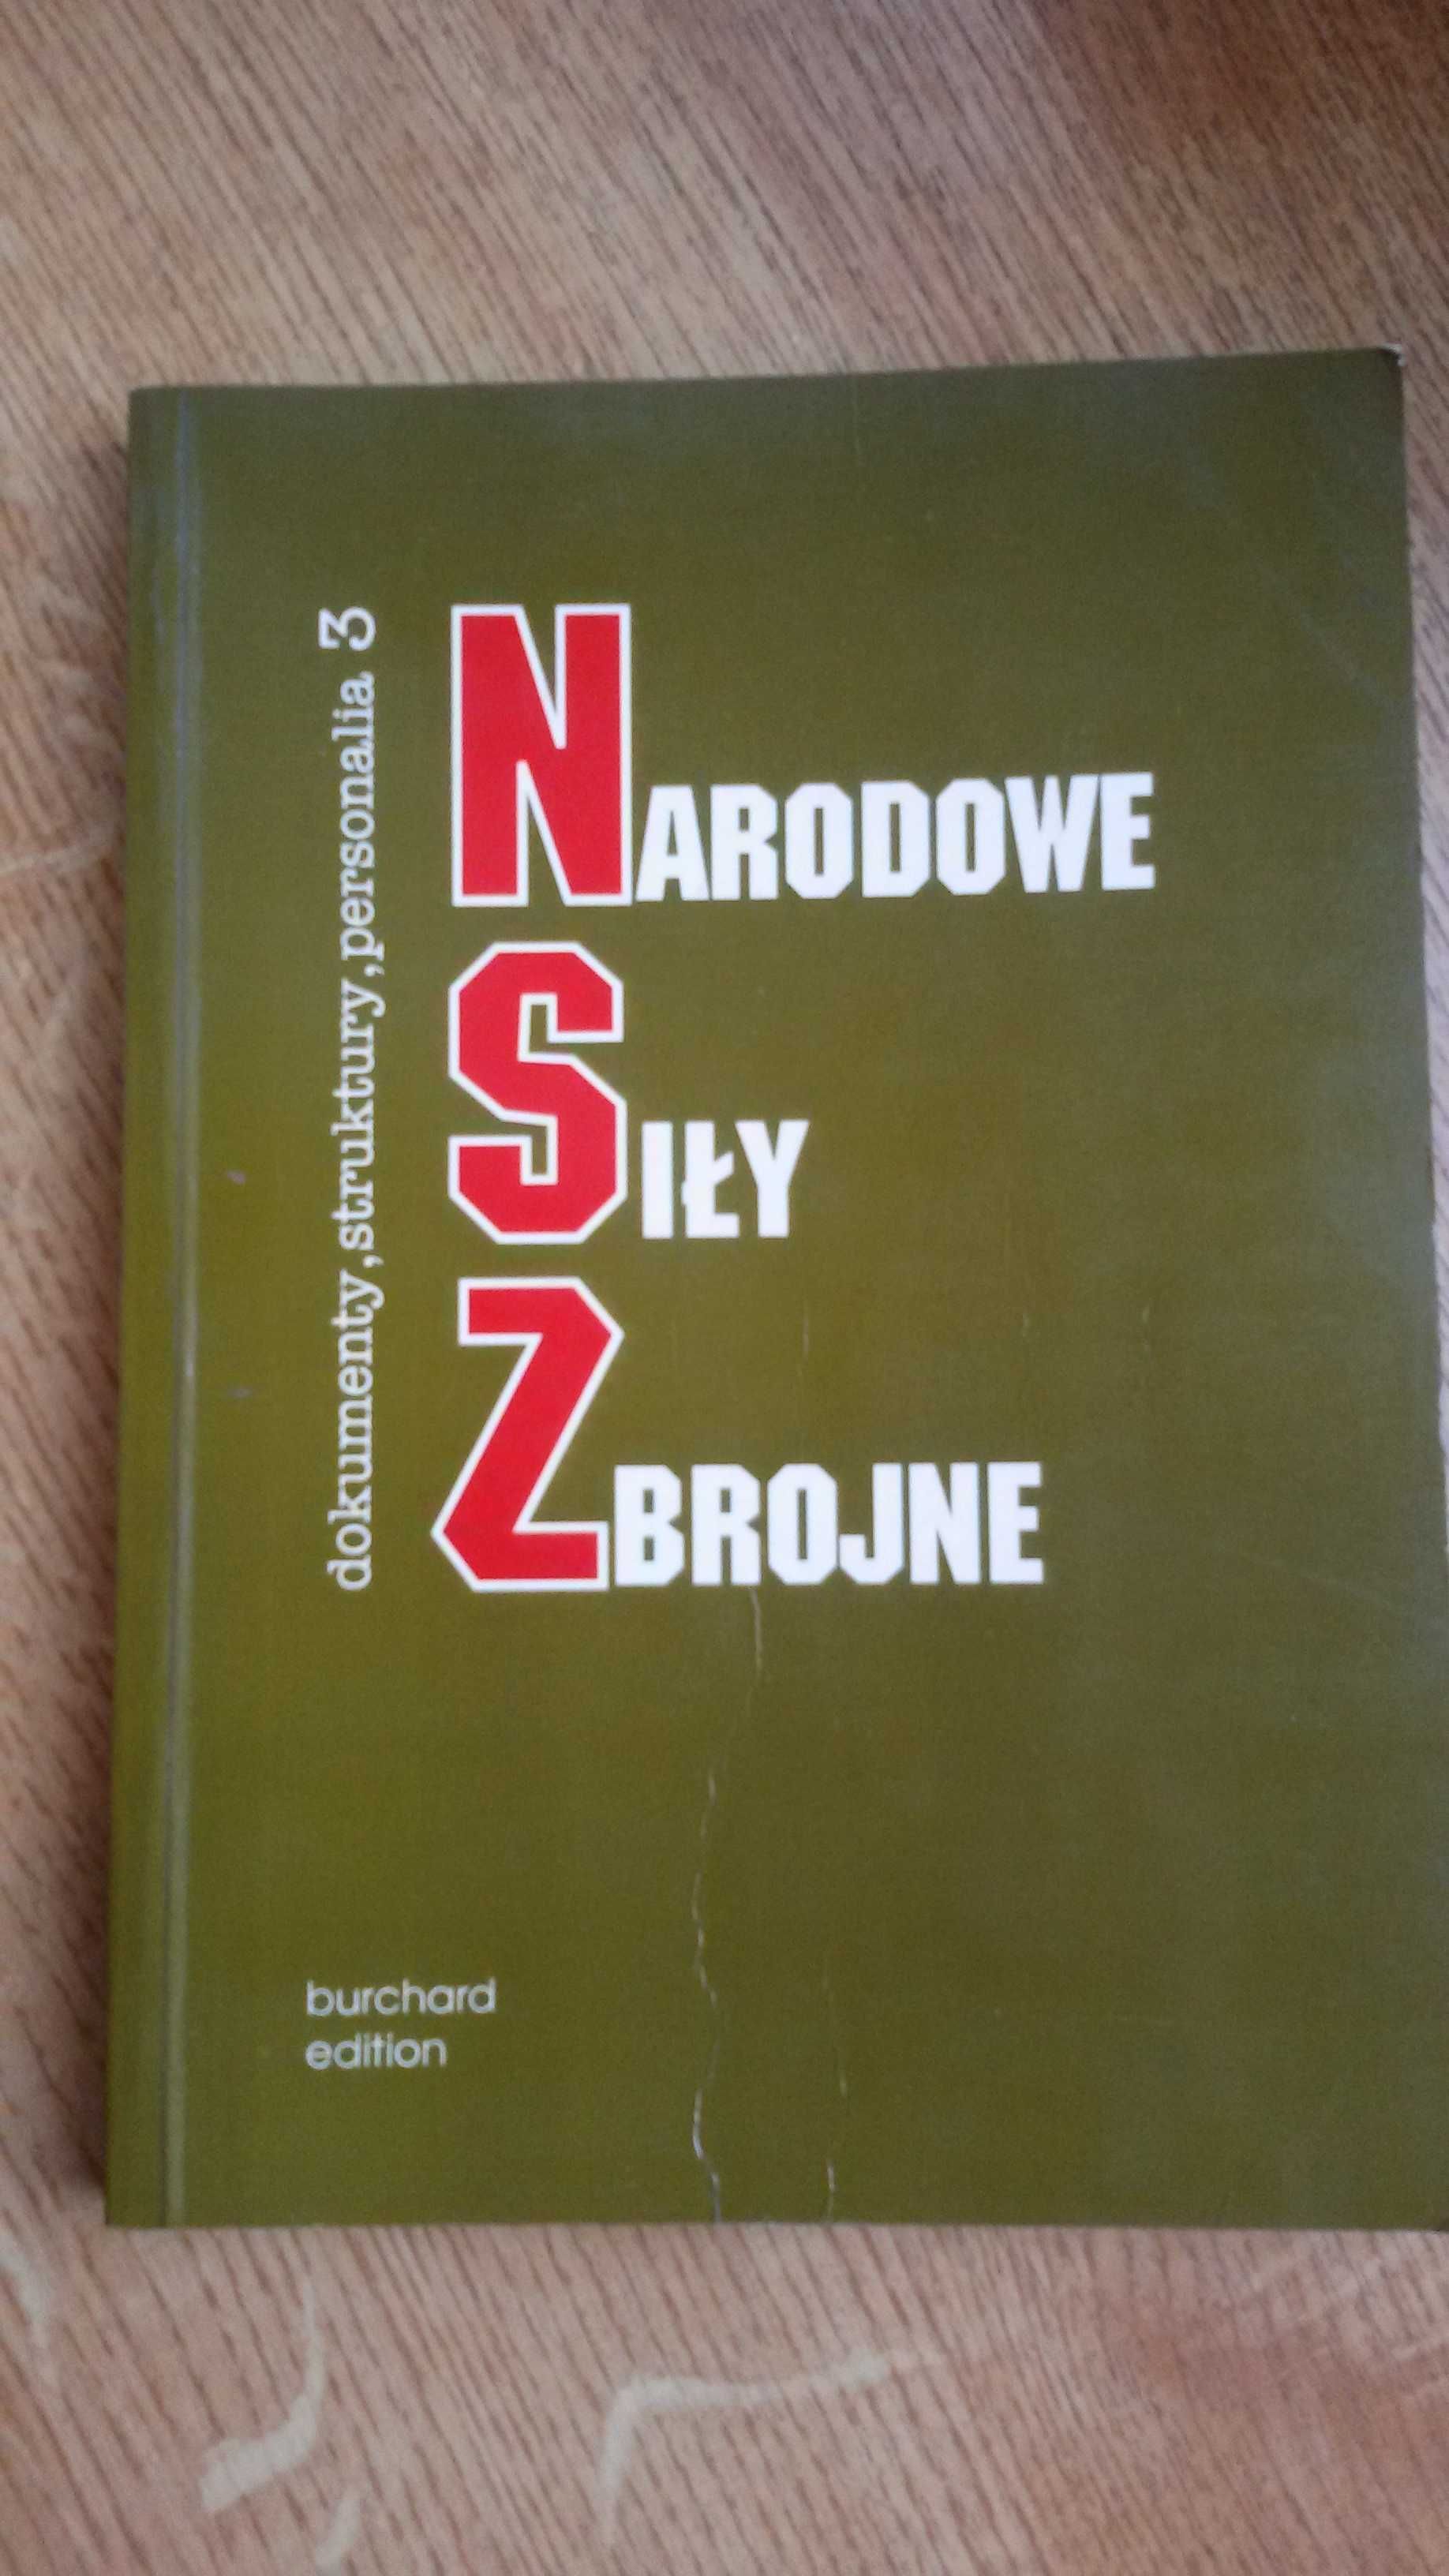 dokumenty, struktury, personalia 3
NARODOWE
SIŁY
ZBROJNE
burchard
edition